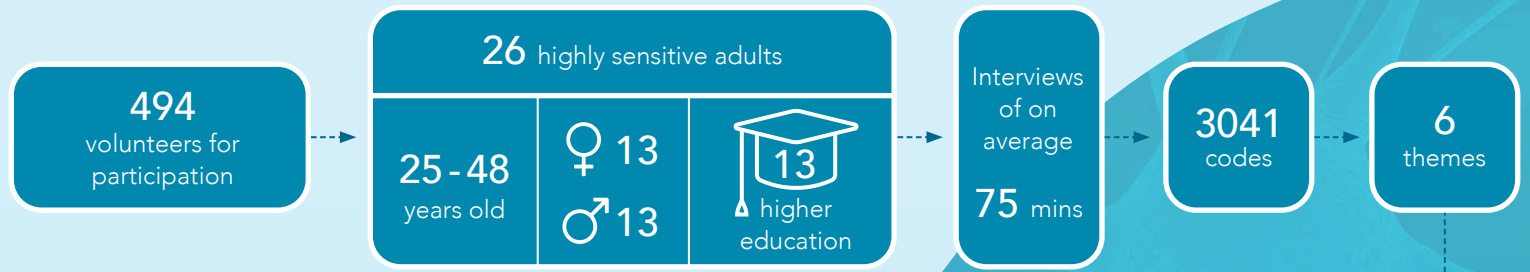 494
volunteers for
participation
26 highly sensitive adults
25-48
years old
♀ 13
♂ 13
13
higher
education
Interviews
of on
average
75 mins
3041
codes
6
themes